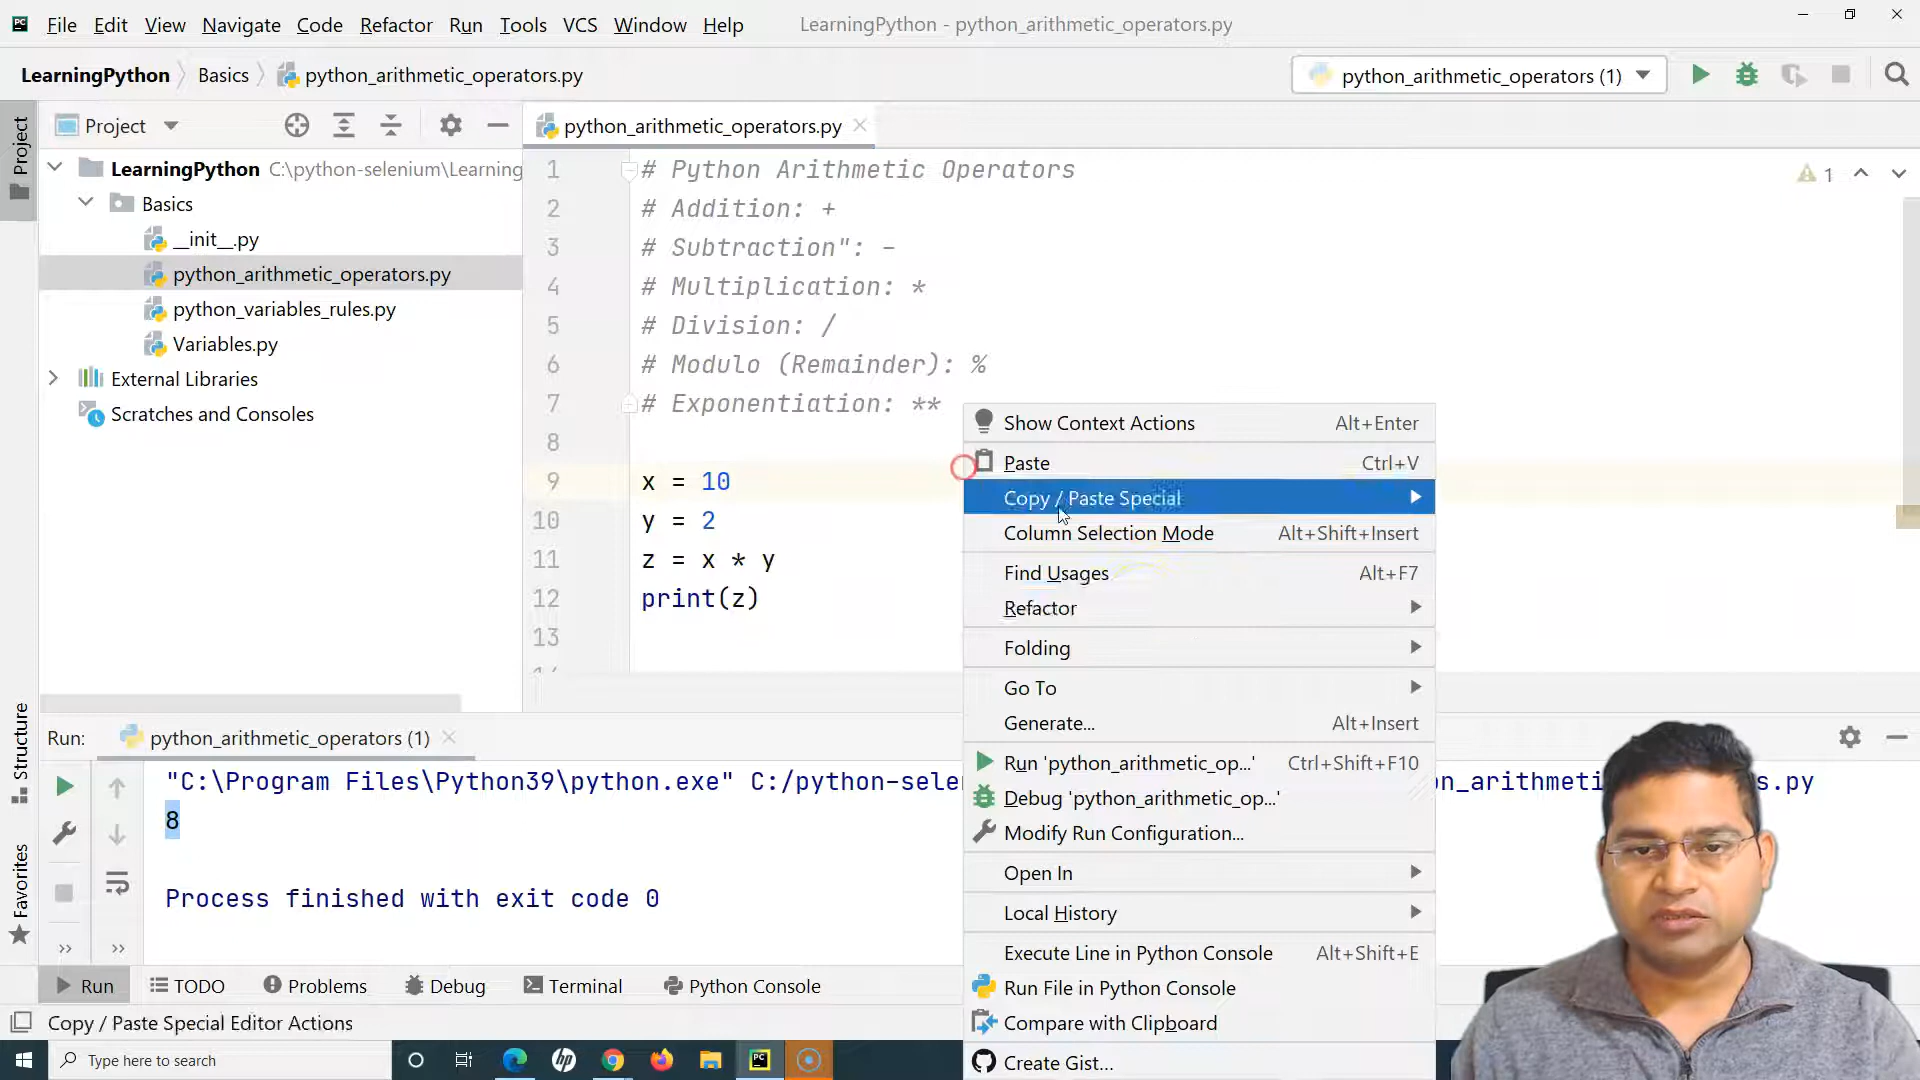 File Edit View Navigate Code Refactor Run Tools VCS Window Help LearningPython - python_arithmetic_operators.py
LearningPython Basics python_arithmetic_operators.py python_arithmetic_operators (1)
Project
Project
python_arithmetic_operators.py
LearningPython C:\python-selenium\Learning
Basics
__init__.py
python_arithmetic_operators.py
python_variables_rules.py
Variables.py
External Libraries
Scratches and Consoles
1 # Python Arithmetic Operators
2 # Addition: +
3 # Subtraction": -
4 # Multiplication: *
5 # Division: /
6 # Modulo (Remainder): %
7 # Exponentiation: **
8
9 x = 10
10 y = 2
11 z = x * y
12 print(z)
13
1
Show Context Actions Alt+Enter
Paste Ctrl+V
Copy / Paste Special
Column Selection Mode Alt+Shift+Insert
Find Usages Alt+F7
Refactor
Folding
Go To
Generate... Alt+Insert
Run 'python_arithmetic_op...' Ctrl+Shift+F10
Debug 'python_arithmetic_op...'
Modify Run Configuration...
Open In
Local History
Execute Line in Python Console Alt+Shift+E
Run File in Python Console
Compare with Clipboard
Create Gist...
Structure
Favorites
Run: python_arithmetic_operators (1)
"C:\Program Files\Python39\python.exe" C:/python-sele n_arithmeti s.py
8
Process finished with exit code 0
Run TODO Problems Debug Terminal Python Console
Copy / Paste Special Editor Actions
Type here to search hp PC